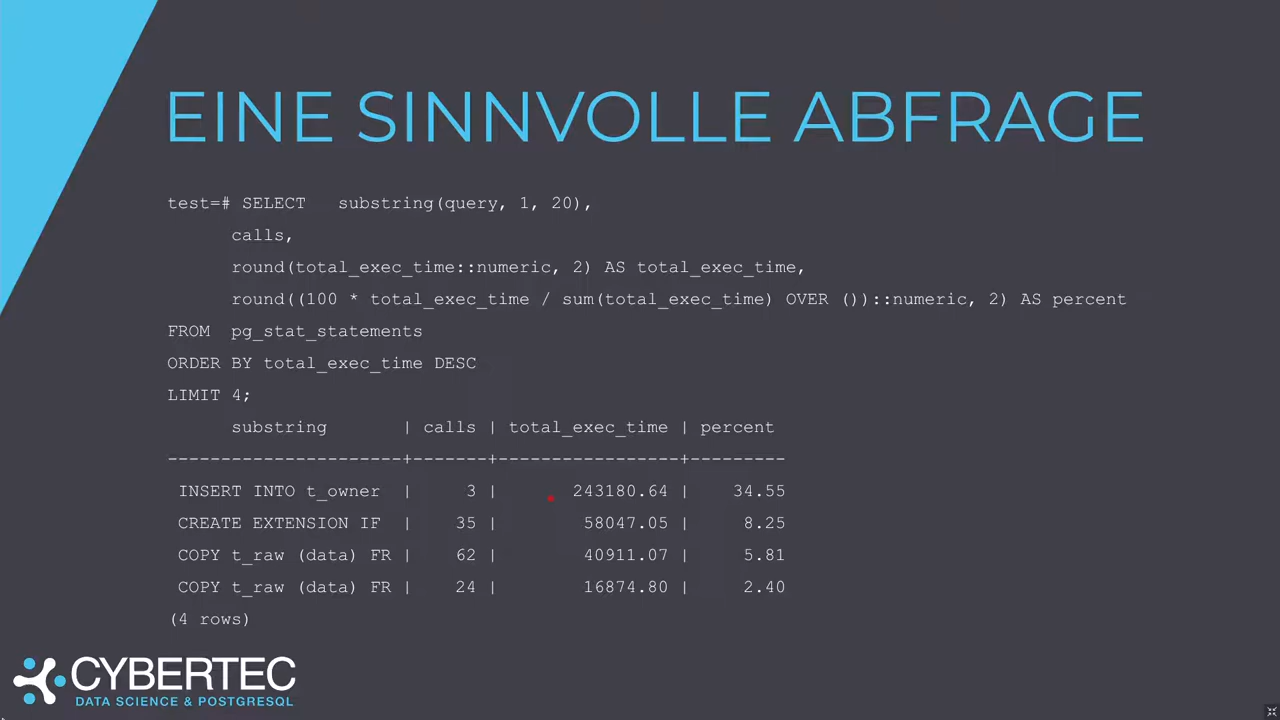 EINE SINNVOLLE ABFRAGE
test=# SELECT   substring(query, 1, 20),
      calls,
      round(total_exec_time::numeric, 2) AS total_exec_time,
      round((100 * total_exec_time / sum(total_exec_time) OVER ())::numeric, 2) AS percent
FROM  pg_stat_statements
ORDER BY total_exec_time DESC
LIMIT 4;
      substring       | calls | total_exec_time | percent
----------------------+-------+-----------------+---------
 INSERT INTO t_owner  |     3 |       243180.64 |    34.55
 CREATE EXTENSION IF  |    35 |        58047.05 |     8.25
 COPY t_raw (data) FR |    62 |        40911.07 |     5.81
 COPY t_raw (data) FR |    24 |        16874.80 |     2.40
(4 rows)
CYBERTEC
DATA SCIENCE & POSTGRESQL